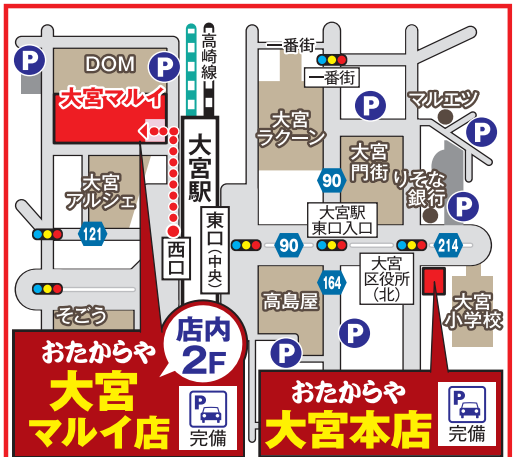 高崎線
一番街
P
DOM
P
一番街
大宮マルイ
P
マルエツ
大宮
ラクーン
P
大宮駅
大宮
門街
りそな
銀行
大宮
アルシェ
90
P
東口(中央)
大宮駅
東口入口
121
西口
90
214
大宮
区役所
(北)
164
高島屋
大宮
小学校
そごう
P
P
店内
2F
おたからや
大宮
マルイ店
P
完備
おたからや
大宮本店
P
完備